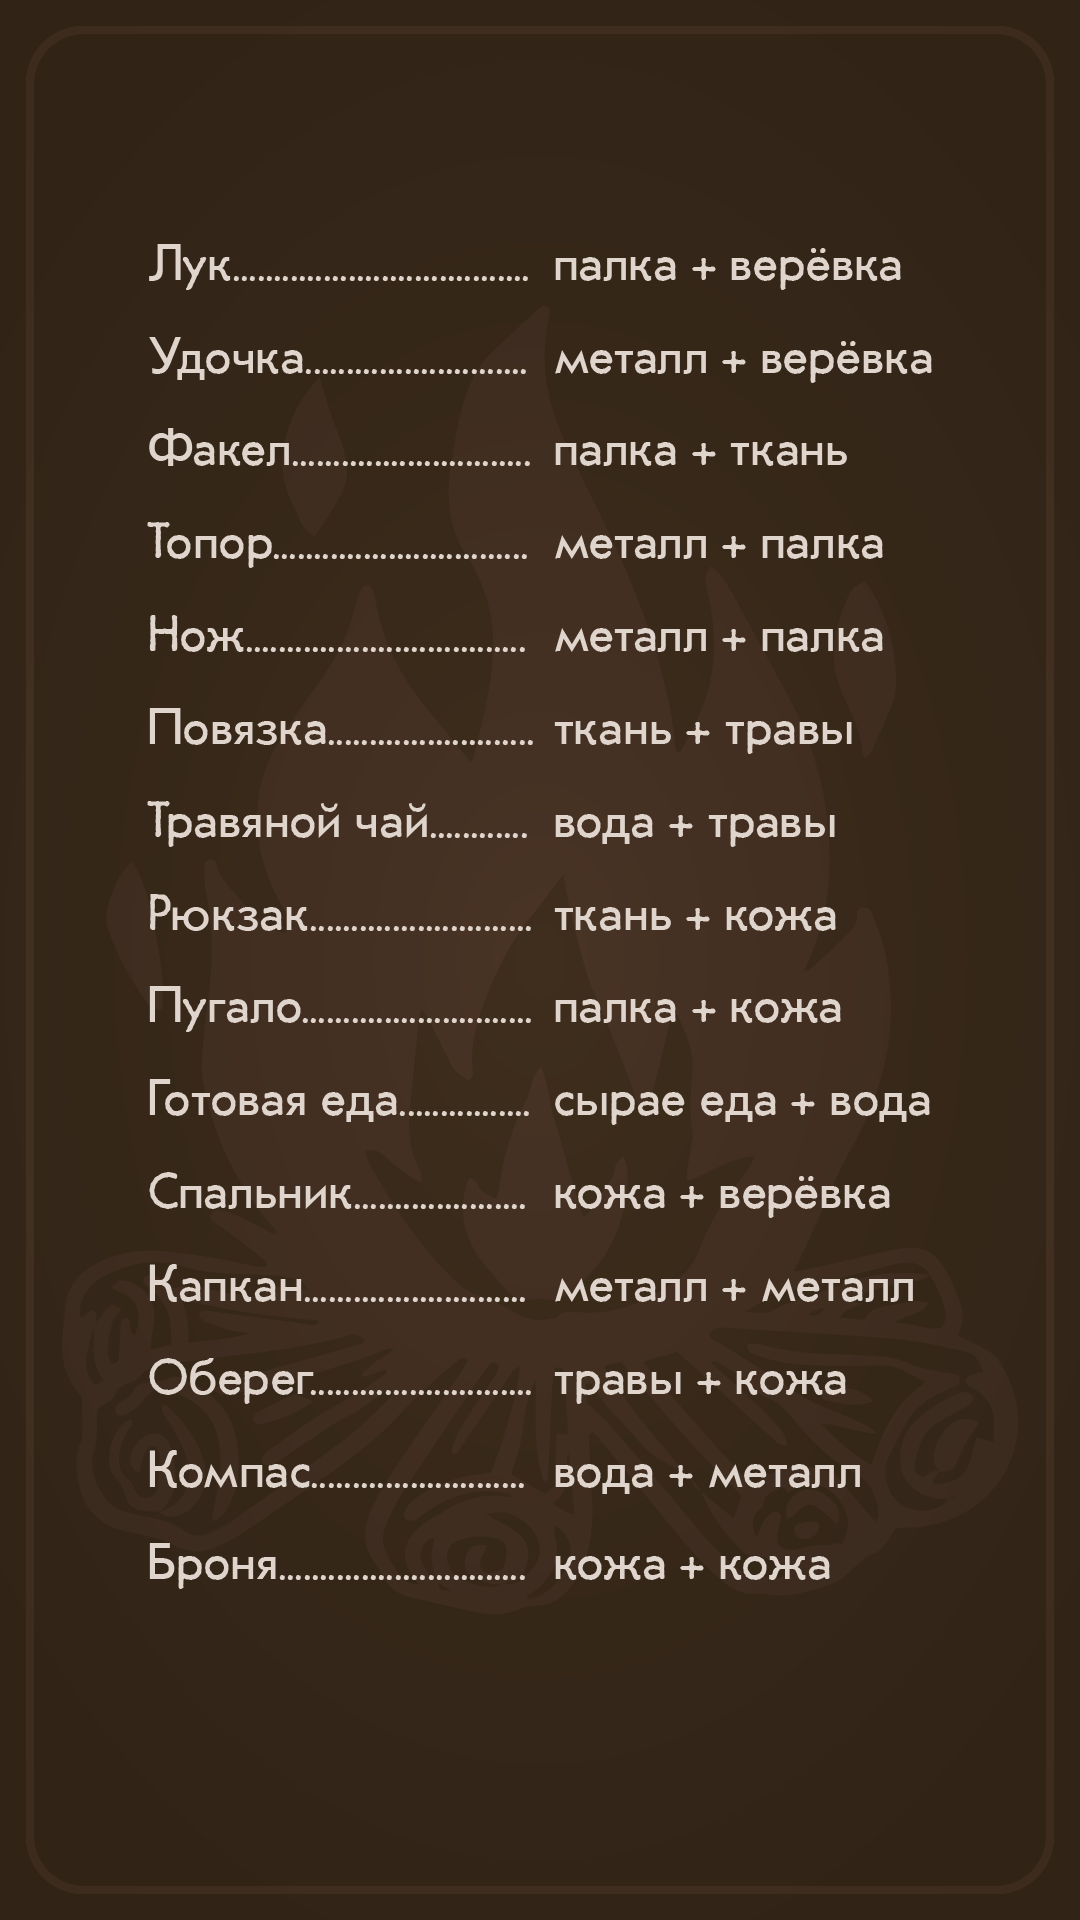 Лук.................................... палка + верёвка
Удочка........................... металл + верёвка
Факел............................. палка + ткань
Топор............................... металл + палка
Нож.................................. металл + палка
Повязка......................... ткань + травы
Травяной чай............ вода + травы
Рюкзак........................... ткань + кожа
Пугало............................ палка + кожа
Готовая еда................ сырае еда + вода
Спальник..................... кожа + верёвка
Капкан........................... металл + металл
Оберег........................... травы + кожа
Компас.......................... вода + металл
Броня.............................. кожа + кожа